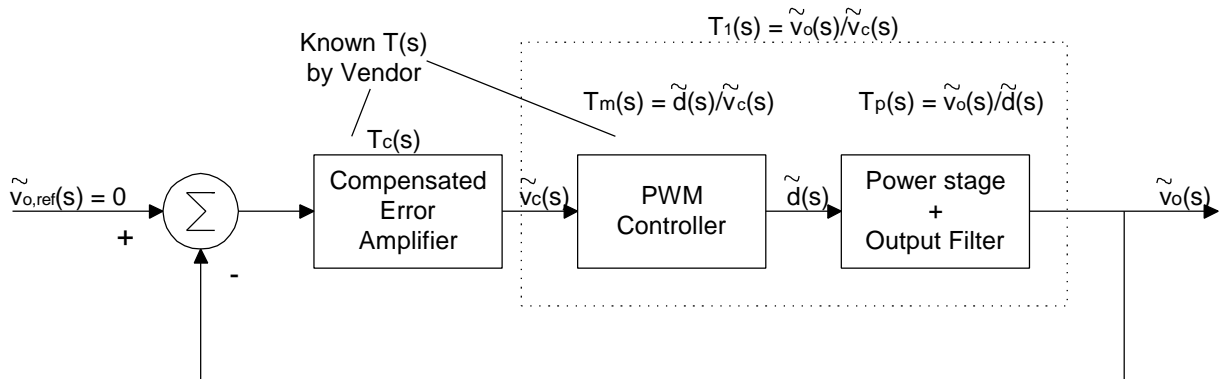 T₁(s) = ṽo(s)/ṽc(s)
Known T(s)
by Vendor
Tm(s) = d̃(s)/ṽc(s)
Tp(s) = ṽo(s)/d̃(s)
Tc(s)
ṽo,ref(s) = 0
+
-
Σ
Compensated
Error
Amplifier
ṽc(s)
PWM
Controller
d̃(s)
Power stage
+
Output Filter
ṽo(s)